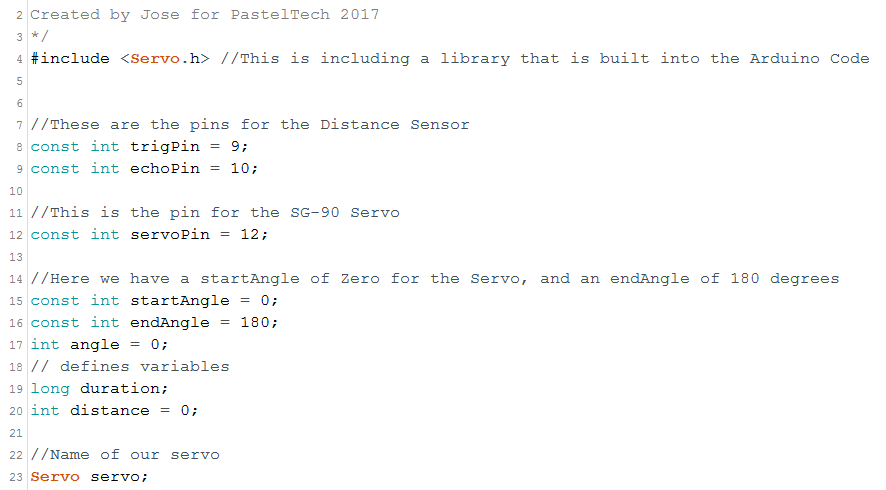 2 Created by Jose for PastelTech 2017
3 */
4 #include <Servo.h> //This is including a library that is built into the Arduino Code
5
6
7 //These are the pins for the Distance Sensor
8 const int trigPin = 9;
9 const int echoPin = 10;
10
11 //This is the pin for the SG-90 Servo
12 const int servoPin = 12;
13
14 //Here we have a startAngle of Zero for the Servo, and an endAngle of 180 degrees
15 const int startAngle = 0;
16 const int endAngle = 180;
17 int angle = 0;
18 // defines variables
19 long duration;
20 int distance = 0;
21
22 //Name of our servo
23 Servo servo;